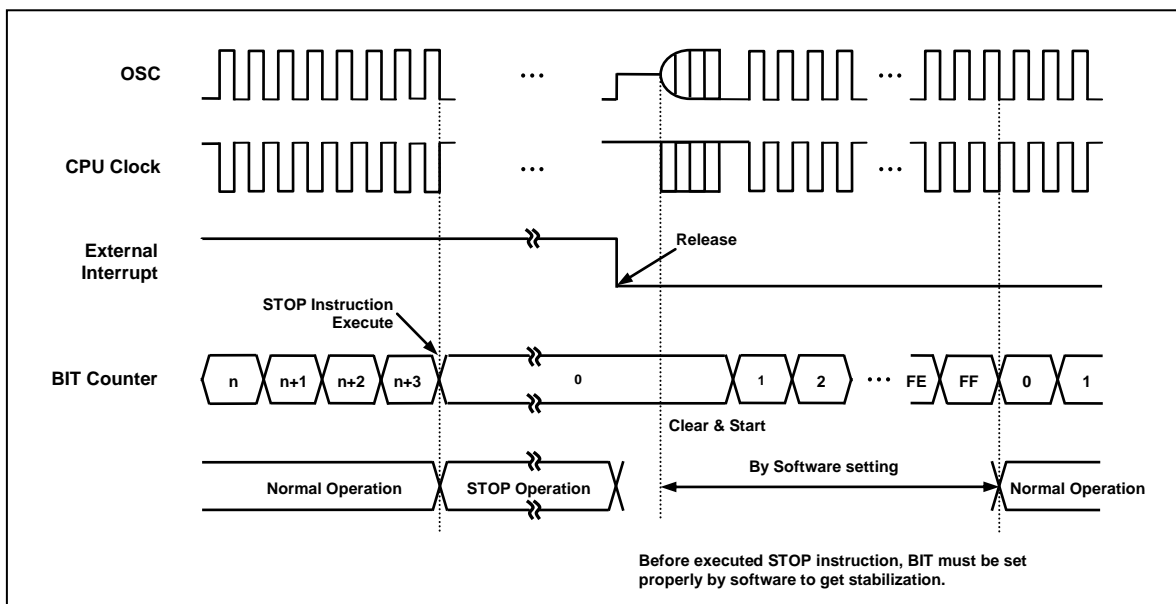 OSC
...
CPU Clock
...
External
Interrupt
Release
STOP Instruction
Execute
BIT Counter
n n+1 n+2 n+3 0 1 2 ... FE FF 0 1
Clear & Start
Normal Operation STOP Operation By Software setting Normal Operation
Before executed STOP instruction, BIT must be set
properly by software to get stabilization.